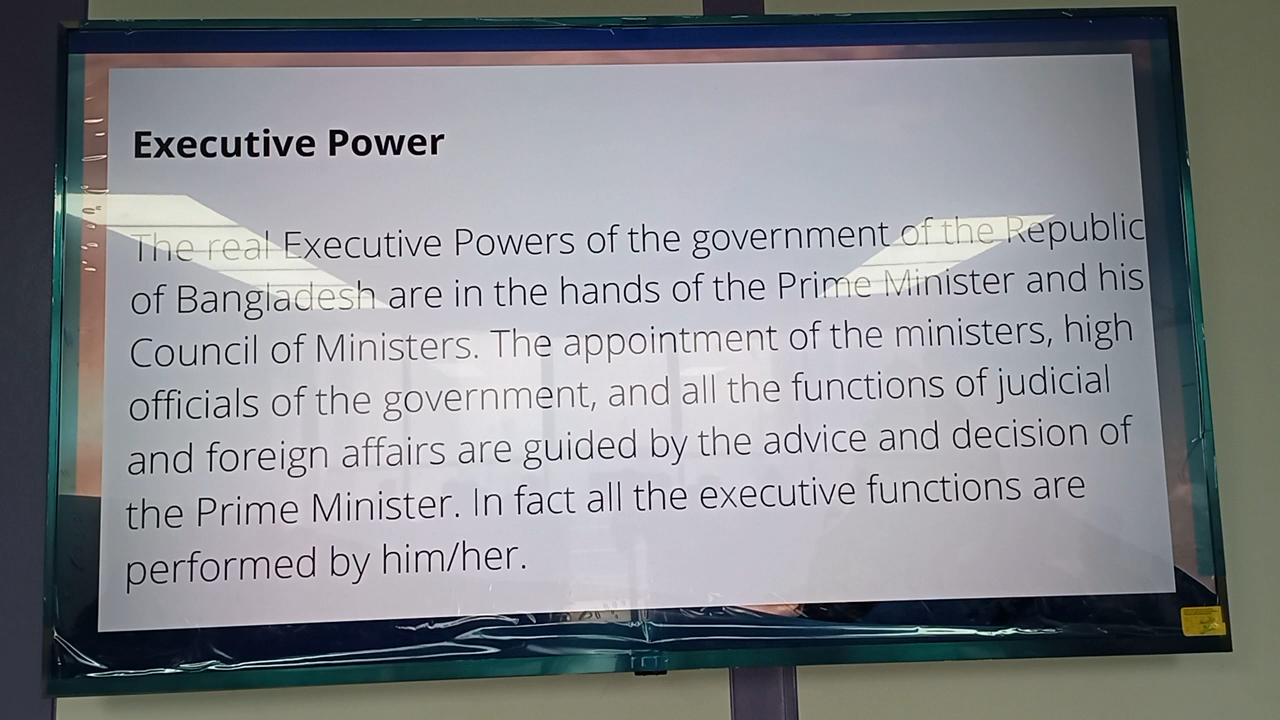 Executive Power
The real Executive Powers of the government of the Republic
of Bangladesh are in the hands of the Prime Minister and his
Council of Ministers. The appointment of the ministers, high
officials of the government, and all the functions of judicial
and foreign affairs are guided by the advice and decision of
the Prime Minister. In fact all the executive functions are
performed by him/her.